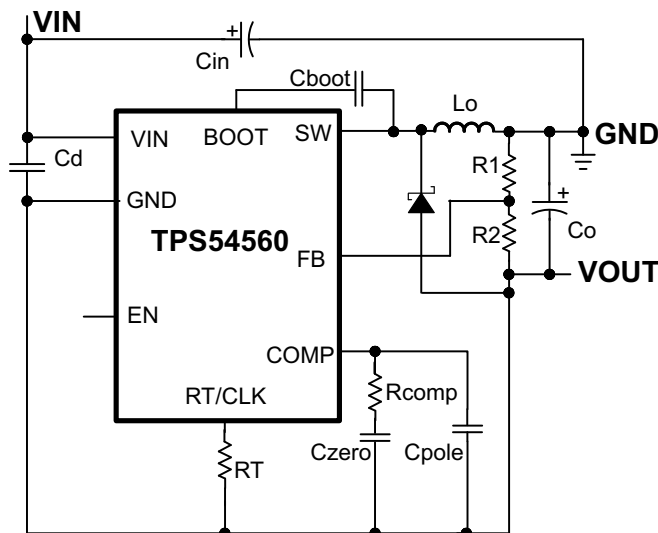 VIN
+
Cin
Cboot
Lo
VIN
BOOT
SW
GND
Cd
R1
GND
+
TPS54560
R2
Co
FB
VOUT
EN
COMP
RT/CLK
Rcomp
RT
Czero
Cpole